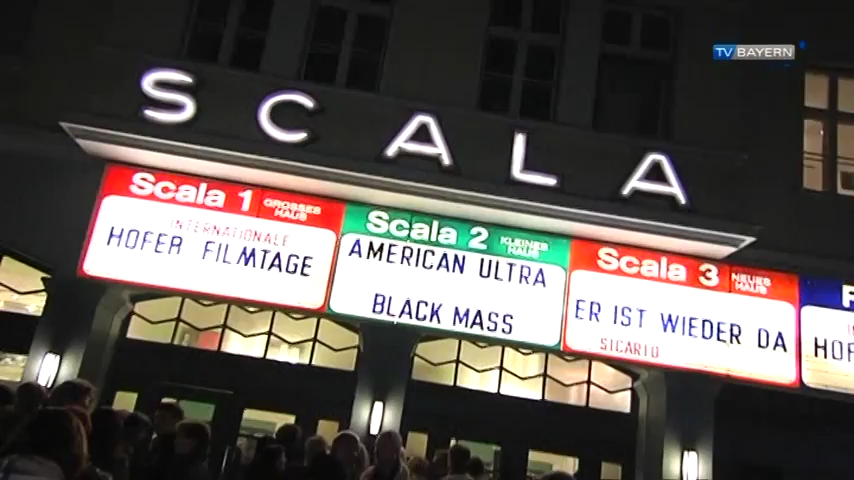 TV BAYERN
SCALA
Scala 1 GROSSES HAUS
INTERNATIONALE
HOFER FILMTAGE
Scala 2 KLEINES HAUS
AMERICAN ULTRA
BLACK MASS
Scala 3 NEUES HAUS
ER IST WIEDER DA
SICARIO